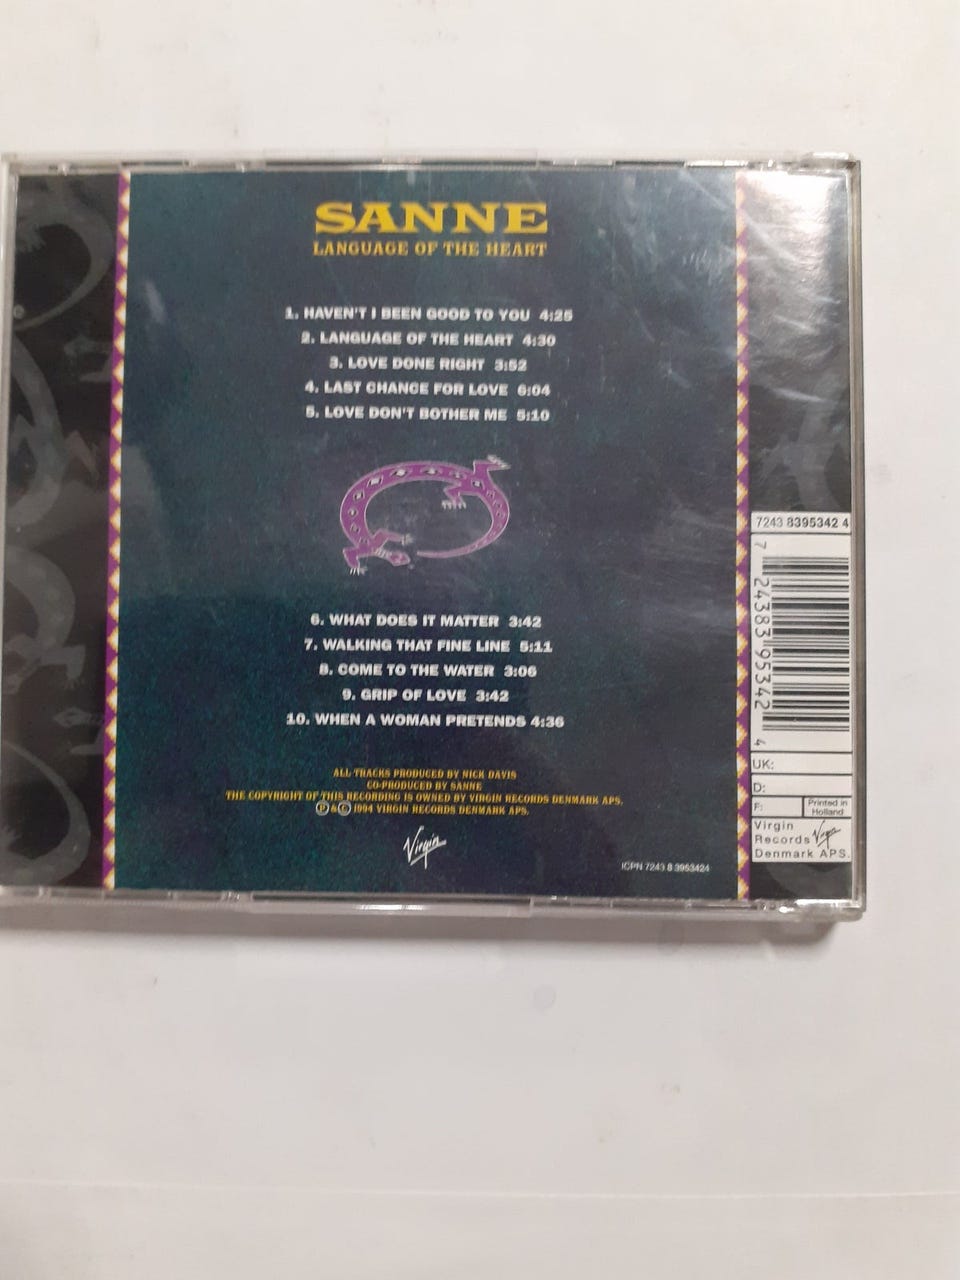 SANNE
LANGUAGE OF THE HEART
1. HAVEN'T I BEEN GOOD TO YOU 4:25
2. LANGUAGE OF THE HEART 4:30
3. LOVE DONE RIGHT 3:52
4. LAST CHANCE FOR LOVE 6:04
5. LOVE DON'T BOTHER ME 5:10
6. WHAT DOES IT MATTER 3:42
7. WALKING THAT FINE LINE 5:11
8. COME TO THE WATER 3:06
9. GRIP OF LOVE 3:42
10. WHEN A WOMAN PRETENDS 4:36
ALL TRACKS PRODUCED BY NICK DAVIS
CO-PRODUCED BY SANNE
THE COPYRIGHT OF THIS RECORDING IS OWNED BY VIRGIN RECORDS DENMARK APS.
Ⓟ & Ⓒ 1994 VIRGIN RECORDS DENMARK APS.
Virgin
ICPN 7243 8 3953424
7243 8395342 4
7 24383 95342 4
UK:
D:
F:
Printed in
Holland
Virgin
Records Virgin
Denmark APS.